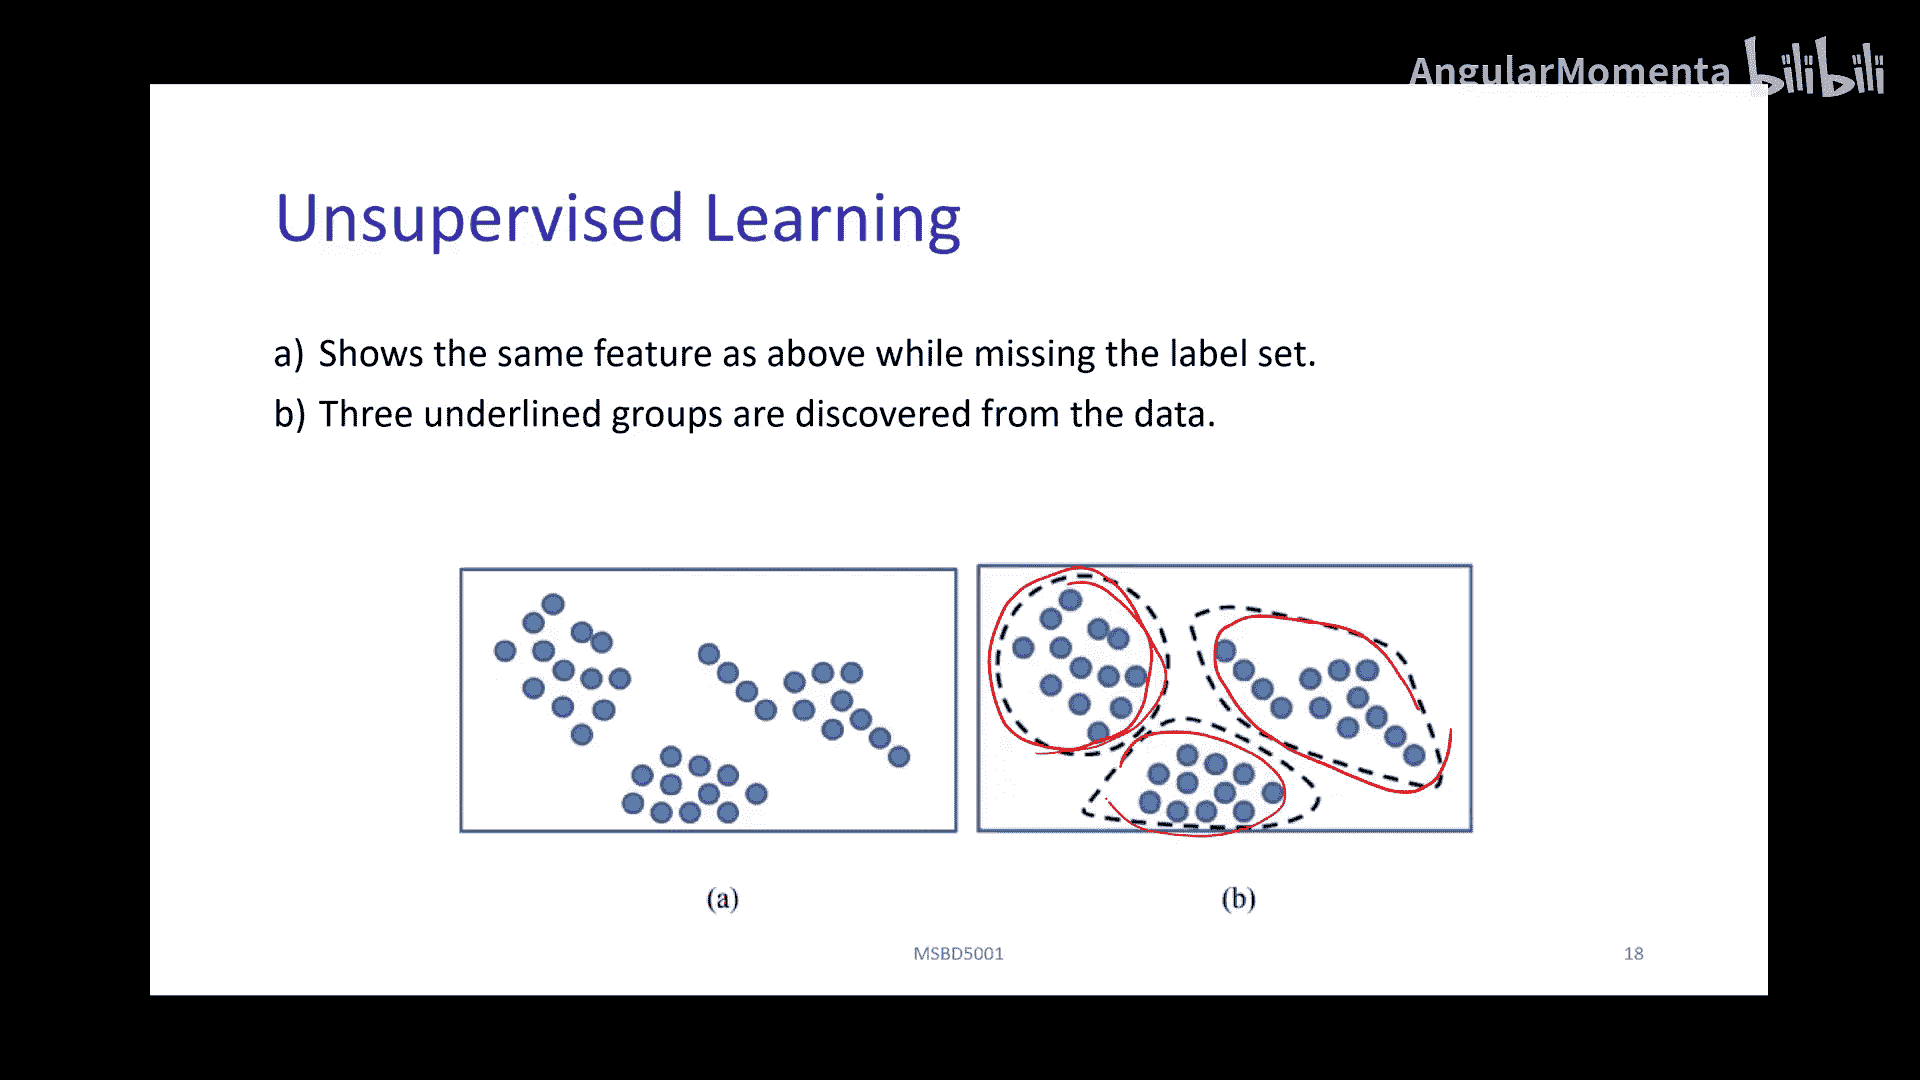 AngularMomenta bilibili
Unsupervised Learning
a) Shows the same feature as above while missing the label set.
b) Three underlined groups are discovered from the data.
(a)
(b)
MSBD5001
18